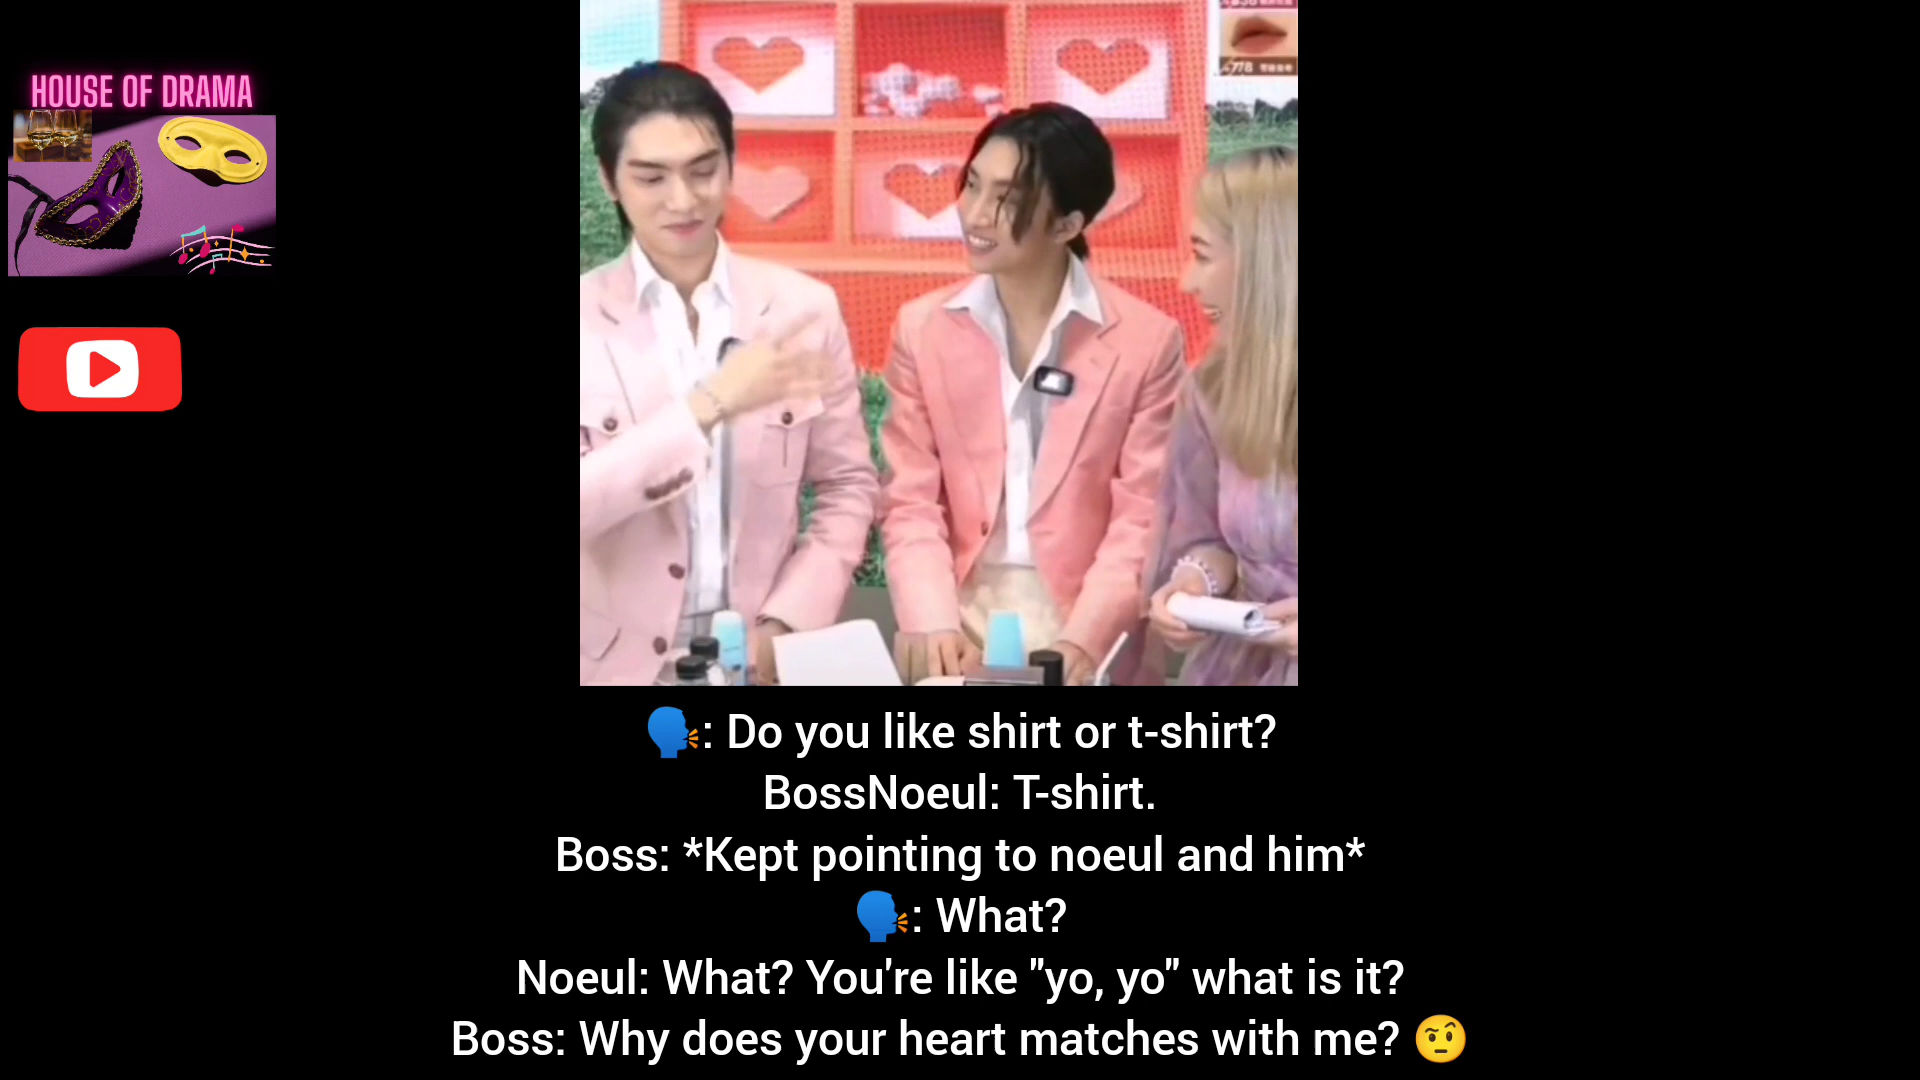 HOUSE OF DRAMA
778
🗣️: Do you like shirt or t-shirt?
BossNoeul: T-shirt.
Boss: *Kept pointing to noeul and him*
🗣️: What?
Noeul: What? You're like "yo, yo" what is it?
Boss: Why does your heart matches with me? 🤨